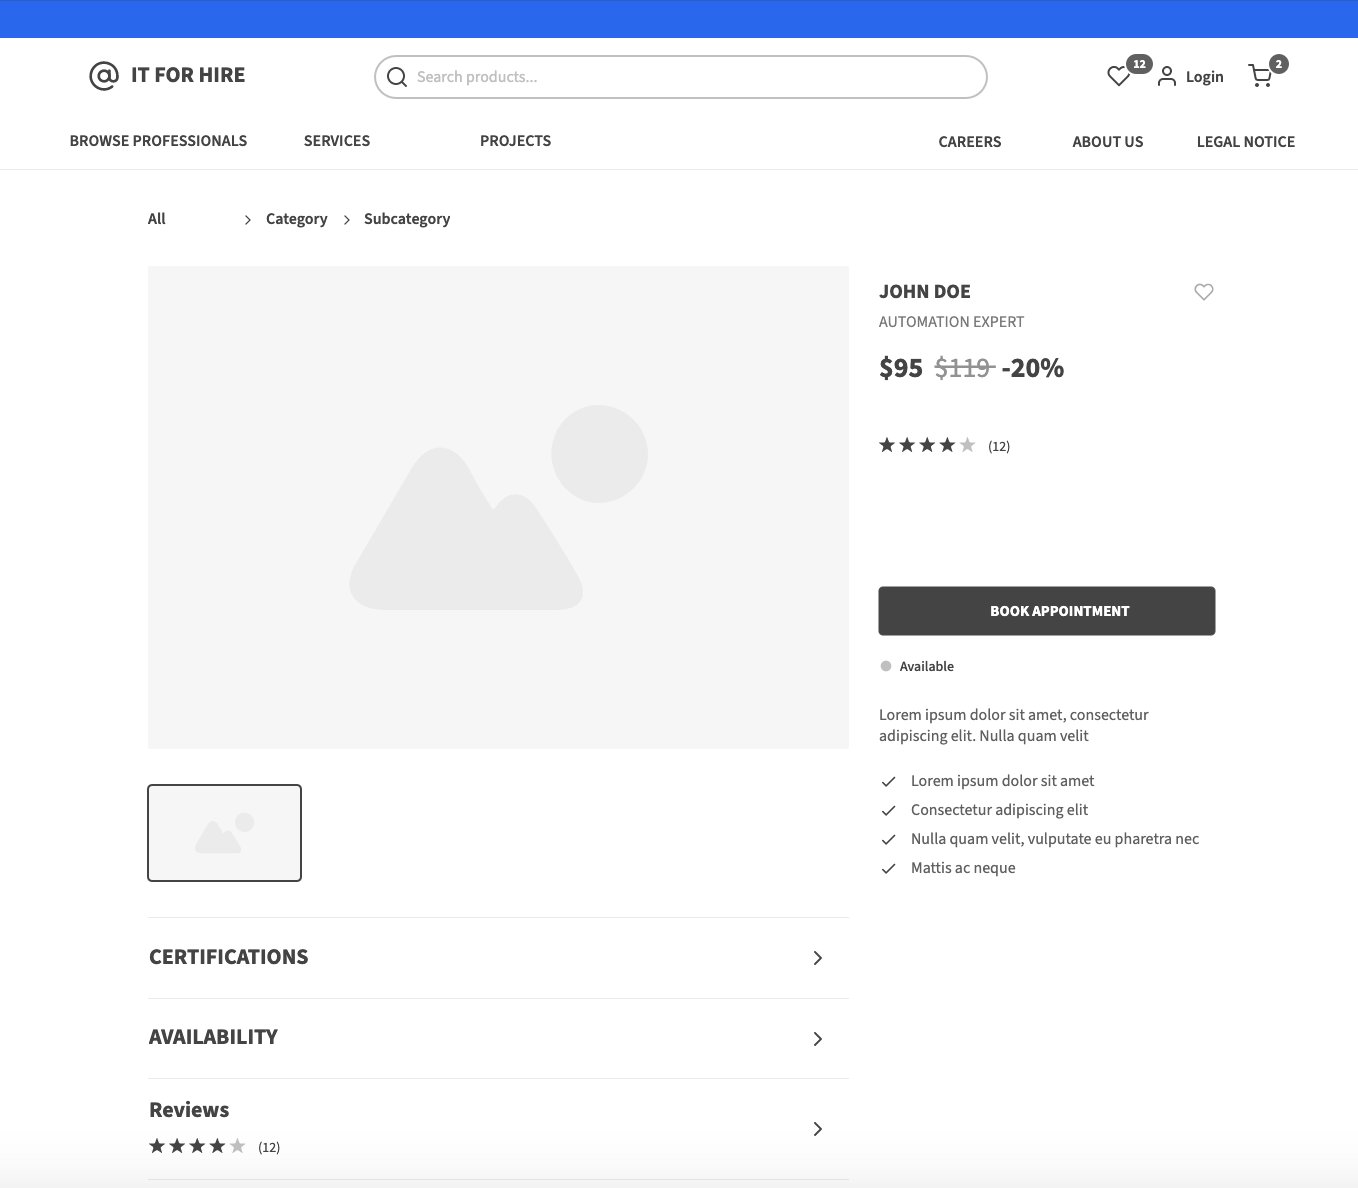 @ IT FOR HIRE
Search products...
12
Login
2
BROWSE PROFESSIONALS
SERVICES
PROJECTS
CAREERS
ABOUT US
LEGAL NOTICE
All > Category > Subcategory
JOHN DOE
AUTOMATION EXPERT
$95 $119 -20%
(12)
BOOK APPOINTMENT
Available
Lorem ipsum dolor sit amet, consectetur
adipiscing elit. Nulla quam velit
Lorem ipsum dolor sit amet
Consectetur adipiscing elit
Nulla quam velit, vulputate eu pharetra nec
Mattis ac neque
CERTIFICATIONS
AVAILABILITY
Reviews
(12)